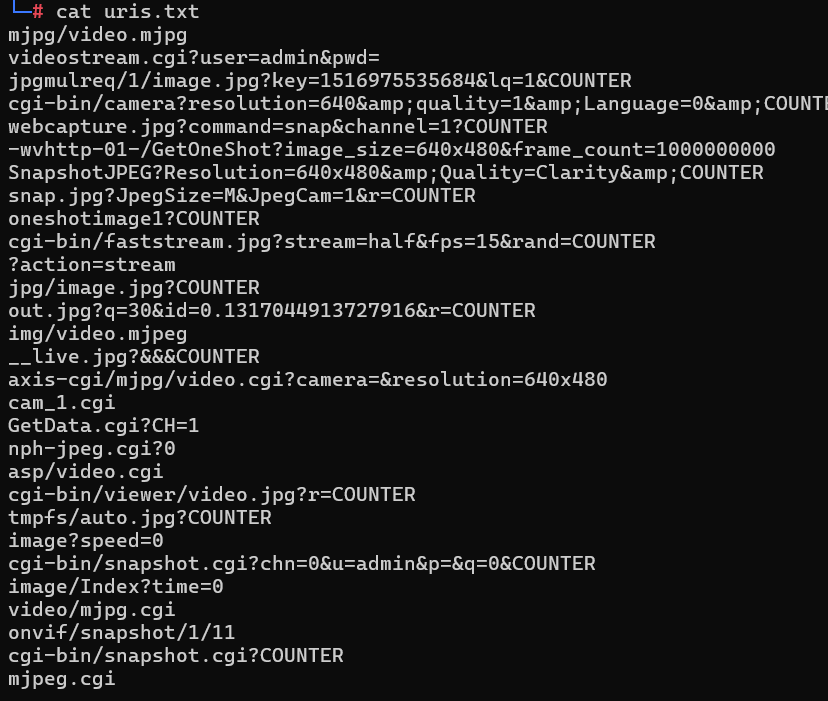 └─# cat uris.txt
mjpg/video.mjpg
videostream.cgi?user=admin&pwd=
jpgmulreq/1/image.jpg?key=1516975535684&lq=1&COUNTER
cgi-bin/camera?resolution=640&amp;quality=1&amp;Language=0&amp;COUNTE
webcapture.jpg?command=snap&channel=1?COUNTER
-wvhttp-01-/GetOneShot?image_size=640x480&frame_count=1000000000
SnapshotJPEG?Resolution=640x480&amp;Quality=Clarity&amp;COUNTER
snap.jpg?JpegSize=M&JpegCam=1&r=COUNTER
oneshotimage1?COUNTER
cgi-bin/faststream.jpg?stream=half&fps=15&rand=COUNTER
?action=stream
jpg/image.jpg?COUNTER
out.jpg?q=30&id=0.1317044913727916&r=COUNTER
img/video.mjpeg
__live.jpg?&&&COUNTER
axis-cgi/mjpg/video.cgi?camera=&resolution=640x480
cam_1.cgi
GetData.cgi?CH=1
nph-jpeg.cgi?0
asp/video.cgi
cgi-bin/viewer/video.jpg?r=COUNTER
tmpfs/auto.jpg?COUNTER
image?speed=0
cgi-bin/snapshot.cgi?chn=0&u=admin&p=&q=0&COUNTER
image/Index?time=0
video/mjpg.cgi
onvif/snapshot/1/11
cgi-bin/snapshot.cgi?COUNTER
mjpeg.cgi